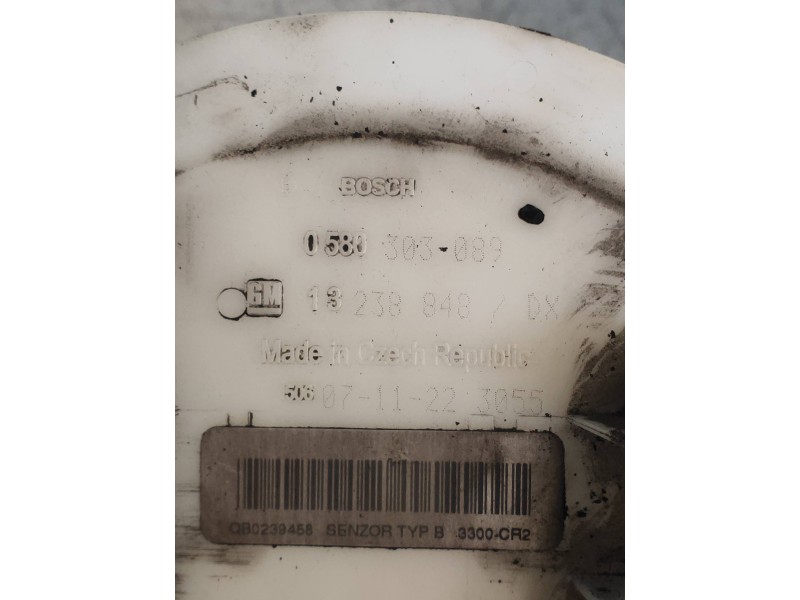 BOSCH
0 580 303-089
GM 13 238 848 / DX
Made in Czech Republic
506 07-11-22 3055
QB0239458 SENZOR TYP B 3300-CR2